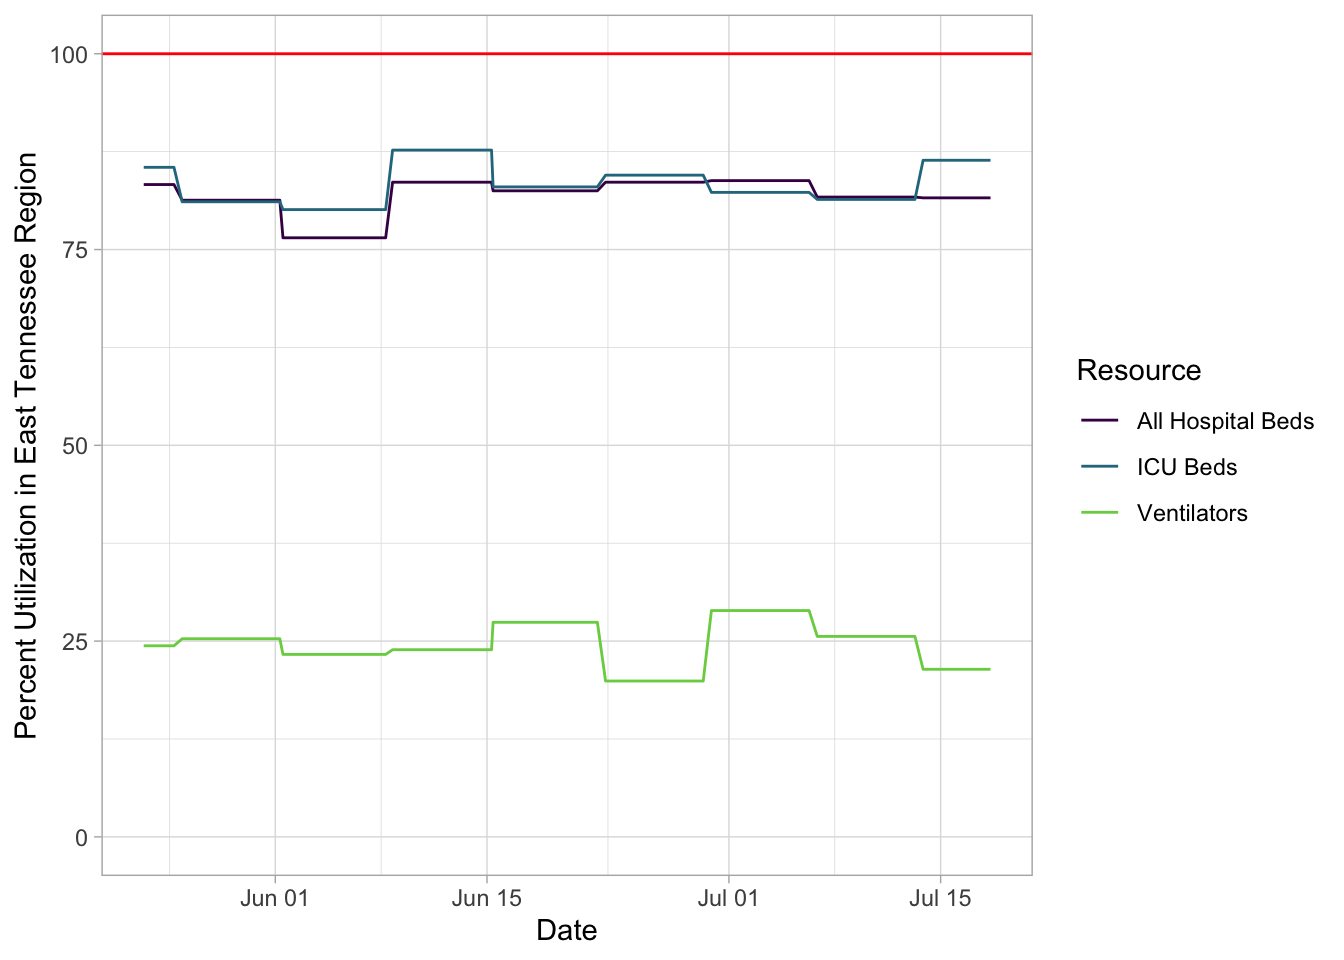 Percent Utilization in East Tennessee Region
100
75
50
25
0
Jun 01
Jun 15
Jul 01
Jul 15
Date
Resource
All Hospital Beds
ICU Beds
Ventilators